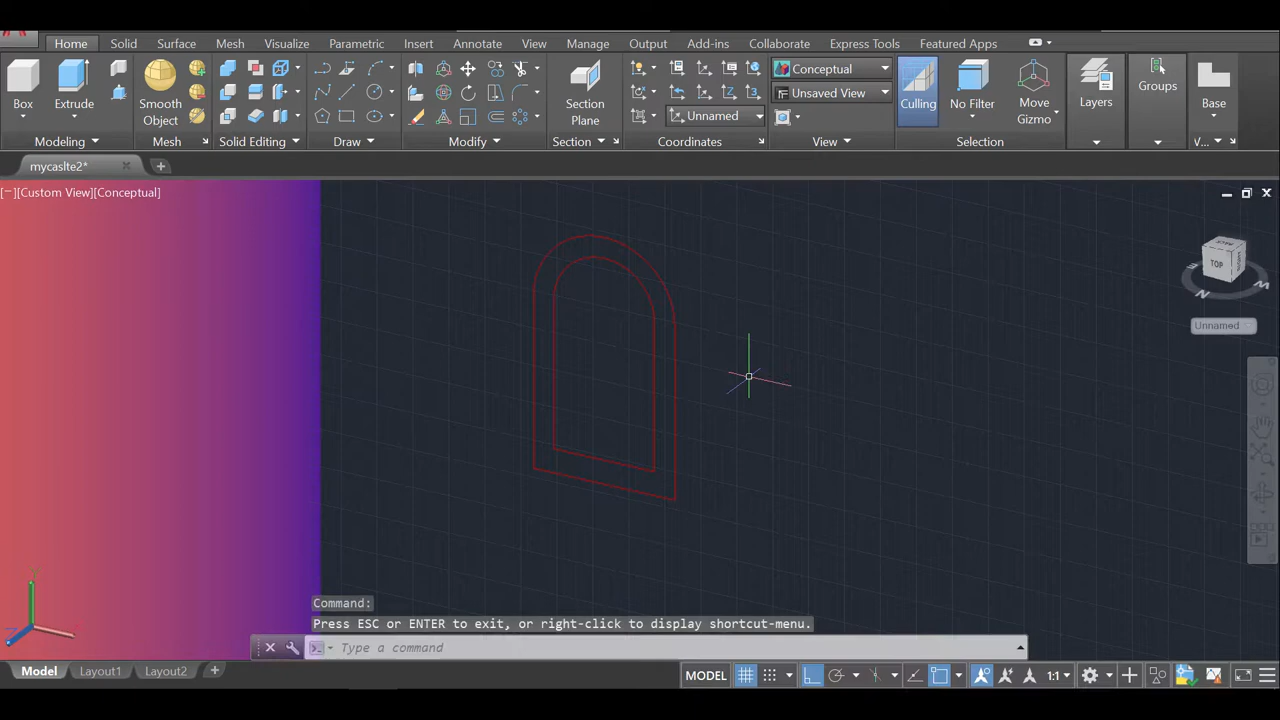 Home Solid Surface Mesh Visualize Parametric Insert Annotate View Manage Output Add-ins Collaborate Express Tools Featured Apps
Box Extrude Smooth Object Section Plane Conceptual Unsaved View Unnamed Culling No Filter Move Gizmo Layers Groups Base
Modeling Mesh Solid Editing Draw Modify Section Coordinates View Selection V...
mycaslte2*
[−][Custom View][Conceptual]
TOP
N
Unnamed
Y
Command:
Press ESC or ENTER to exit, or right-click to display shortcut-menu.
Type a command
Model Layout1 Layout2 MODEL 1:1